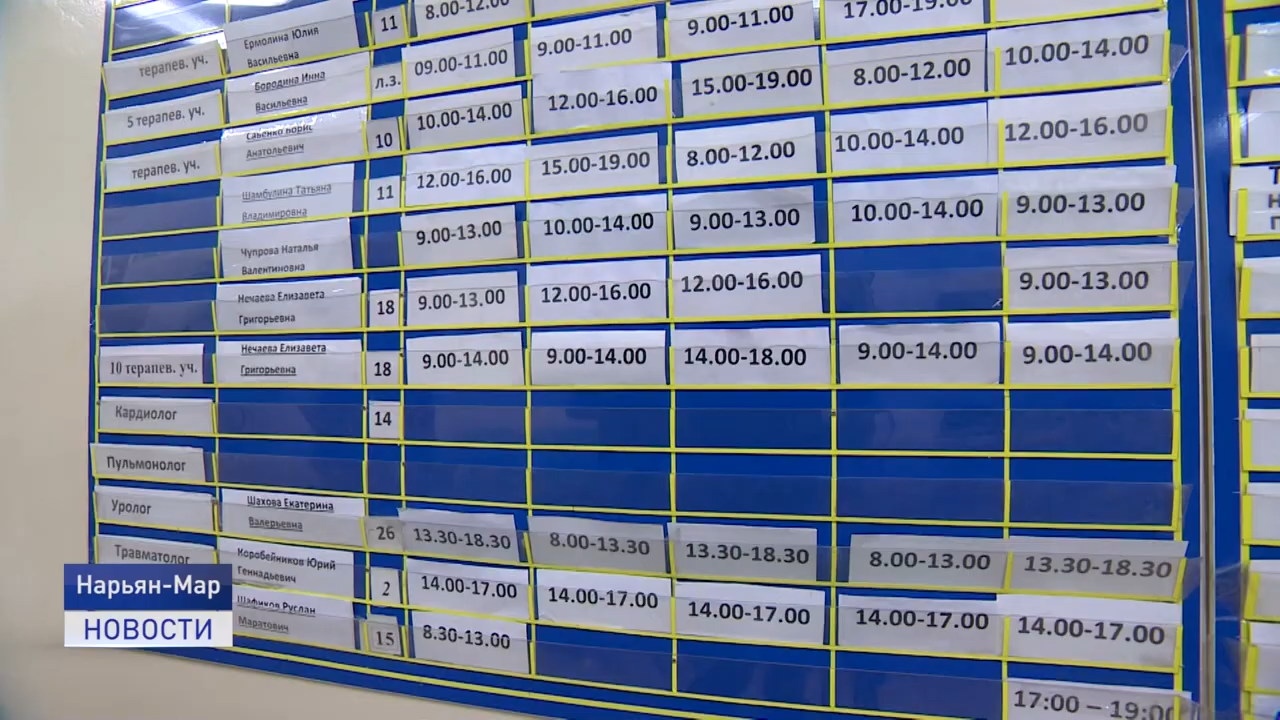 Ермолина Юлия
Васильевна
11
8.00-12.00
9.00-11.00
9.00-11.00
17.00-19.00
10.00-14.00
терапев. уч.
Бородина Инна
Васильевна
л.з.
09.00-11.00
12.00-16.00
15.00-19.00
8.00-12.00
12.00-16.00
5 терапев. уч.
Савенко Борис
Анатольевич
10
10.00-14.00
15.00-19.00
8.00-12.00
10.00-14.00
9.00-13.00
терапев. уч.
Шамбулина Татьяна
Владимировна
11
12.00-16.00
10.00-14.00
9.00-13.00
10.00-14.00
9.00-13.00
Чупрова Наталья
Валентиновна
9.00-13.00
12.00-16.00
12.00-16.00
Нечаева Елизавета
Григорьевна
18
9.00-13.00
10 терапев. уч.
Нечаева Елизавета
Григорьевна
18
9.00-14.00
9.00-14.00
14.00-18.00
9.00-14.00
9.00-14.00
Кардиолог
14
Пульмонолог
Уролог
Шахова Екатерина
Валерьевна
26
13.30-18.30
8.00-13.30
13.30-18.30
8.00-13.00
13.30-18.30
Травматолог
Коробейников Юрий
Геннадьевич
2
14.00-17.00
14.00-17.00
14.00-17.00
14.00-17.00
14.00-17.00
Шафиков Руслан
Маратович
15
8.30-13.00
17:00 – 19:00
Нарьян-Мар
НОВОСТИ